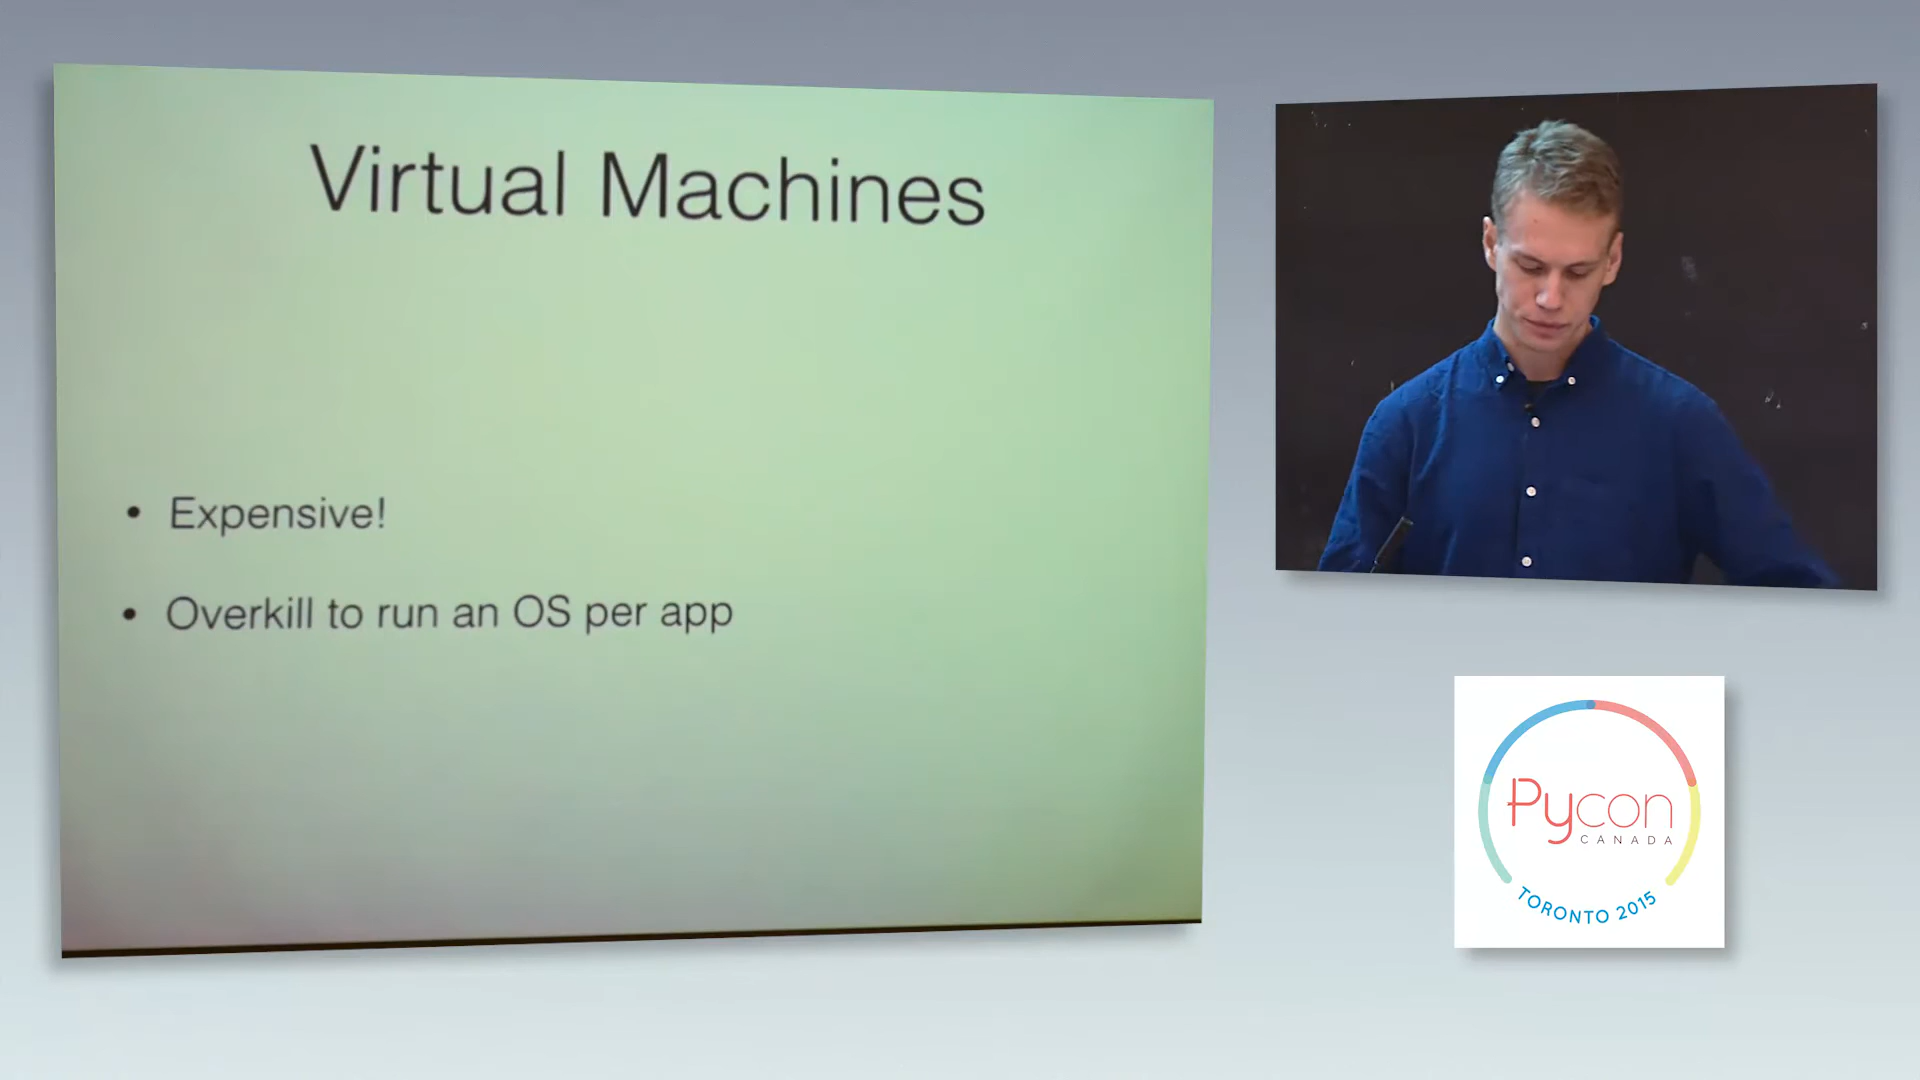 Virtual Machines
• Expensive!
• Overkill to run an OS per app
Pycon
CANADA
TORONTO 2015